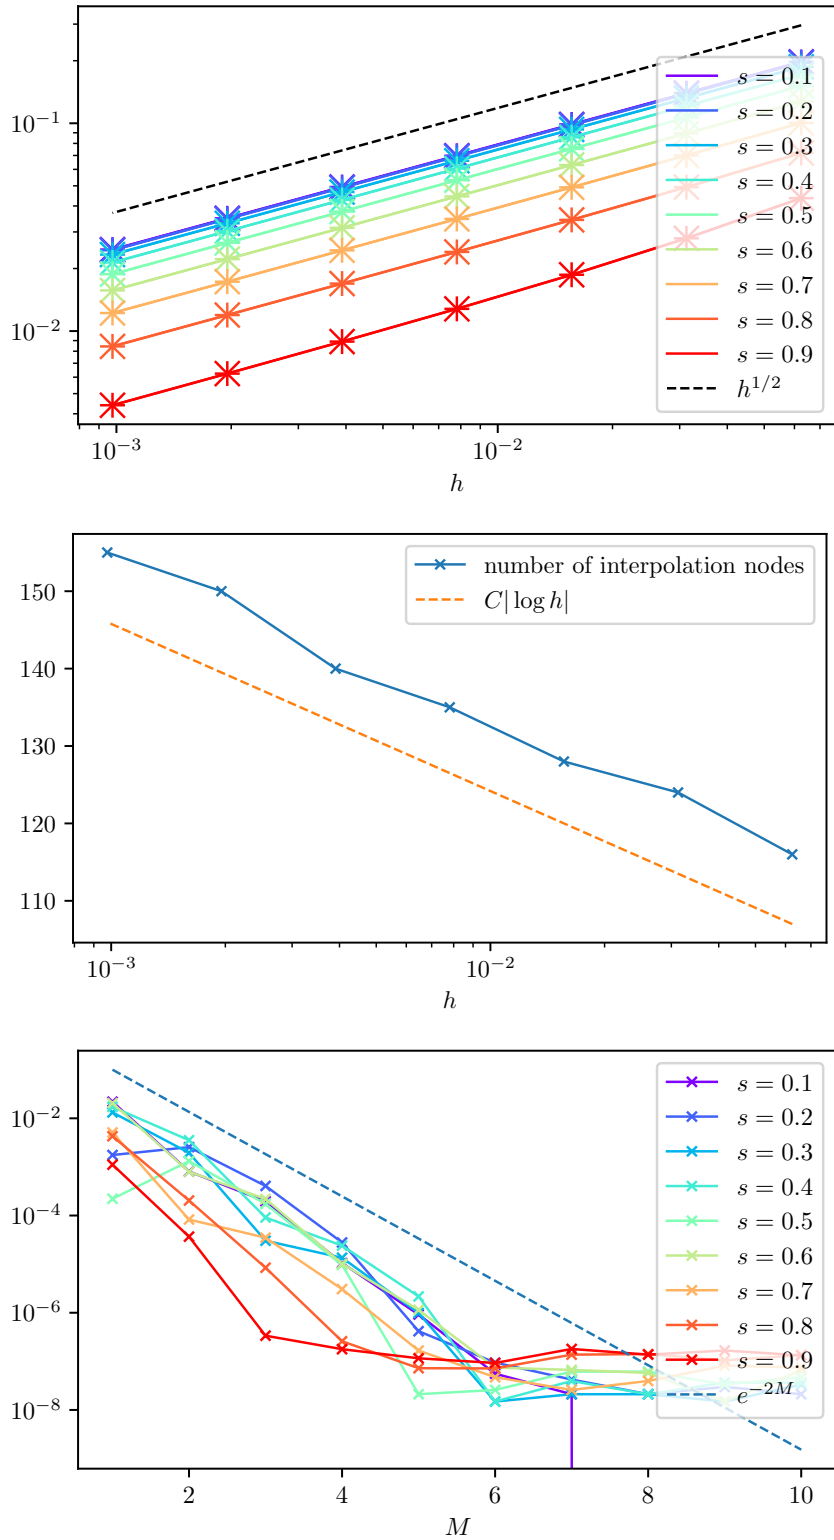 10⁻¹
10⁻²
s = 0.1
s = 0.2
s = 0.3
s = 0.4
s = 0.5
s = 0.6
s = 0.7
s = 0.8
s = 0.9
h^{1/2}
10⁻³ 10⁻²
h
150
140
130
120
110
number of interpolation nodes
C| log h|
10⁻³ 10⁻²
h
10⁻²
10⁻⁴
10⁻⁶
10⁻⁸
s = 0.1
s = 0.2
s = 0.3
s = 0.4
s = 0.5
s = 0.6
s = 0.7
s = 0.8
s = 0.9
e^{−2M}
2 4 6 8 10
M